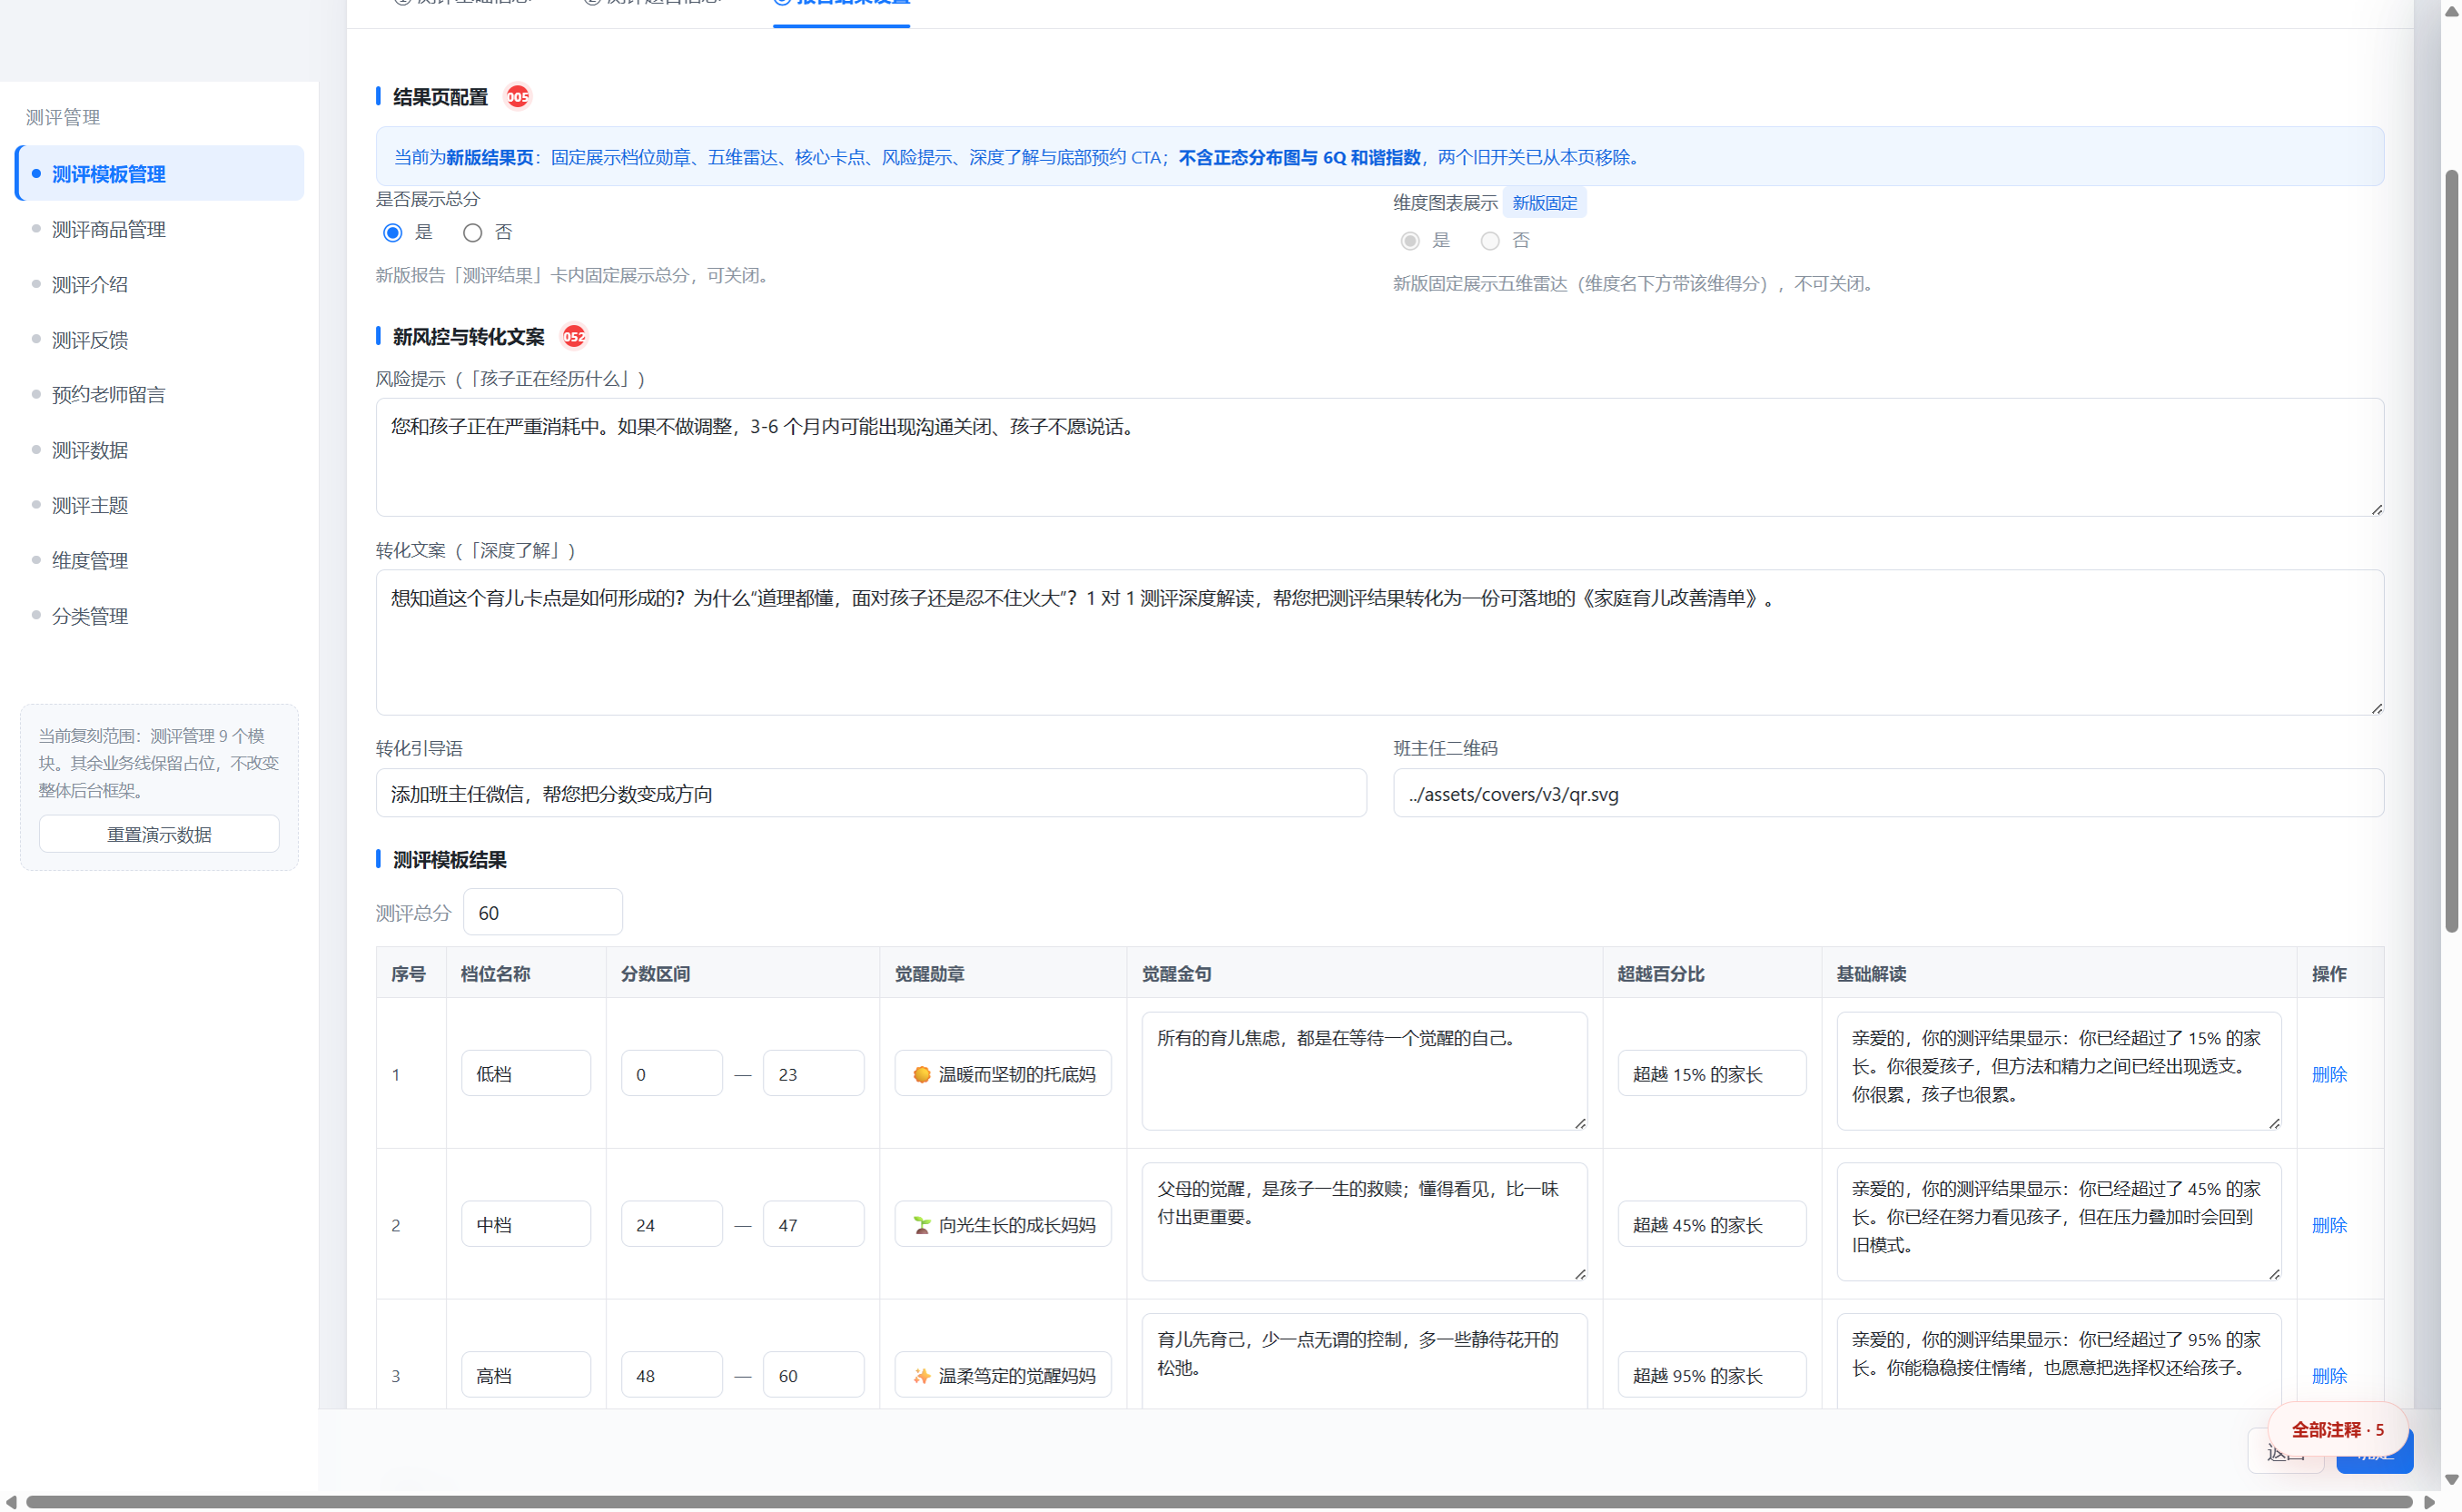 结果页配置 005
测评管理
当前为新版结果页：固定展示档位勋章、五维雷达、核心卡点、风险提示、深度了解与底部预约 CTA；不含正态分布图与 6Q 和谐指数，两个旧开关已从本页移除。
测评模板管理
测评商品管理
测评介绍
测评反馈
预约老师留言
测评数据
测评主题
维度管理
分类管理
当前复刻范围：测评管理 9 个模
块。其余业务线保留占位，不改变
整体后台框架。
重置演示数据
是否展示总分
是 否
新版报告「测评结果」卡内固定展示总分，可关闭。
维度图表展示 新版固定
是 否
新版固定展示五维雷达（维度名下方带该维得分），不可关闭。
新风控与转化文案 052
风险提示（「孩子正在经历什么」）
您和孩子正在严重消耗中。如果不做调整，3-6 个月内可能出现沟通关闭、孩子不愿说话。
转化文案（「深度了解」）
想知道这个育儿卡点是如何形成的？为什么“道理都懂，面对孩子还是忍不住火大”？1 对 1 测评深度解读，帮您把测评结果转化为一份可落地的《家庭育儿改善清单》。
转化引导语
添加班主任微信，帮您把分数变成方向
班主任二维码
../assets/covers/v3/qr.svg
测评模板结果
测评总分 60
序号 档位名称 分数区间 觉醒勋章 觉醒金句 超越百分比 基础解读 操作
1 低档 0 — 23 温暖而坚韧的托底妈
所有的育儿焦虑，都是在等待一个觉醒的自己。
超越 15% 的家长
亲爱的，你的测评结果显示：你已经超过了 15% 的家
长。你很爱孩子，但方法和精力之间已经出现透支。
你很累，孩子也很累。
删除
2 中档 24 — 47 向光生长的成长妈妈
父母的觉醒，是孩子一生的救赎；懂得看见，比一味
付出更重要。
超越 45% 的家长
亲爱的，你的测评结果显示：你已经超过了 45% 的家
长。你已经在努力看见孩子，但在压力叠加时会回到
旧模式。
删除
3 高档 48 — 60 温柔笃定的觉醒妈妈
育儿先育己，少一点无谓的控制，多一些静待花开的
松弛。
超越 95% 的家长
亲爱的，你的测评结果显示：你已经超过了 95% 的家
长。你能稳稳接住情绪，也愿意把选择权还给孩子。
删除
全部注释 · 5